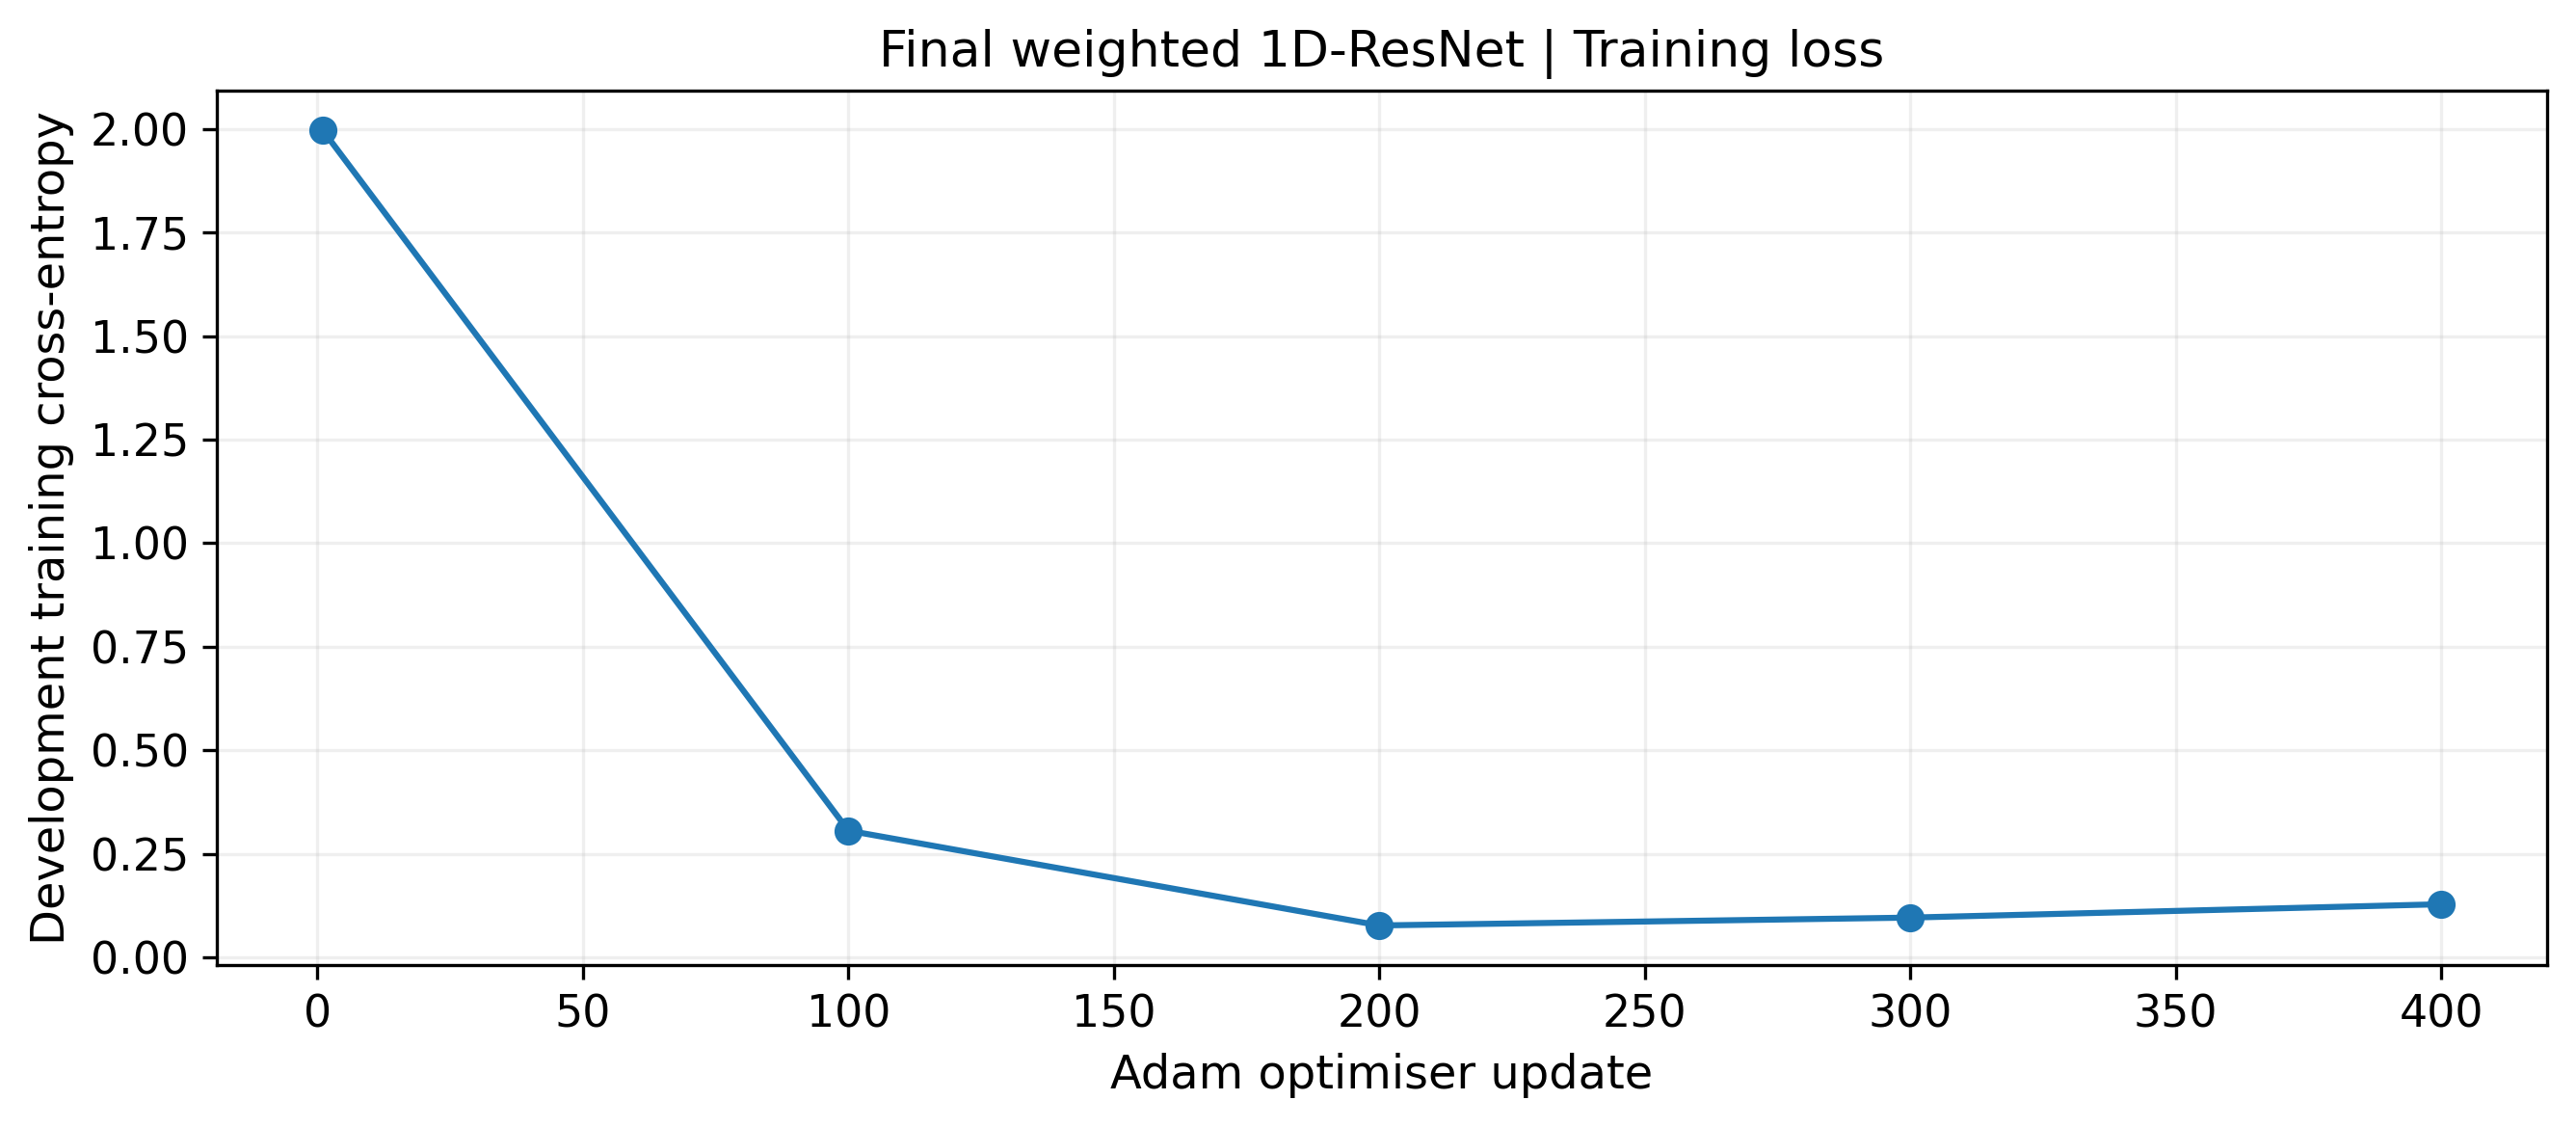 Final weighted 1D-ResNet | Training loss
Development training cross-entropy
2.00
1.75
1.50
1.25
1.00
0.75
0.50
0.25
0.00
0 50 100 150 200 250 300 350 400
Adam optimiser update